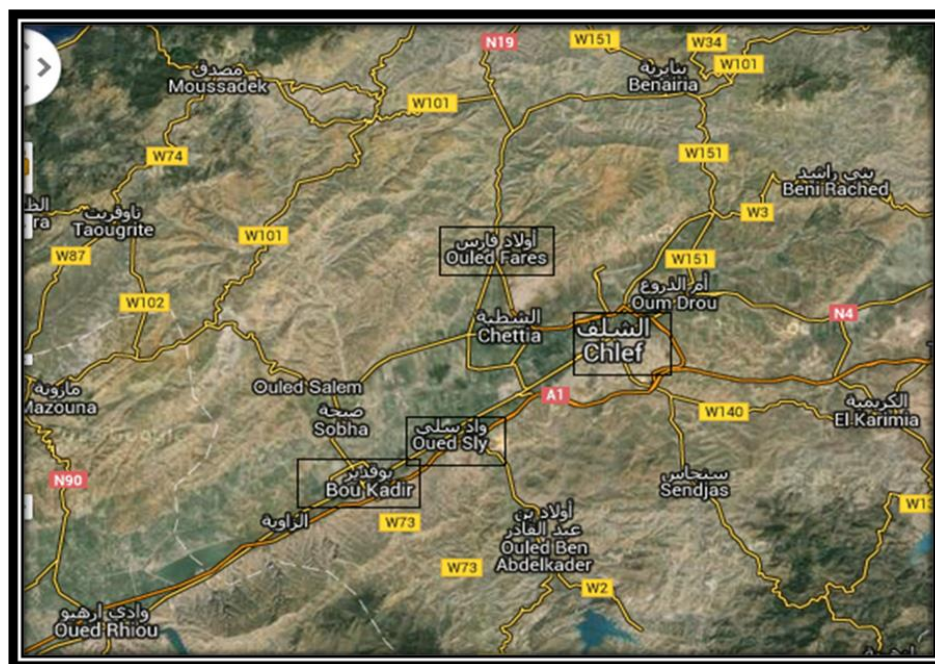 N19
W151
W34
W101
مصدق
Moussadek
بنايرية
Benairia
W101
W74
W151
بني راشد
Beni Rached
تاوقريت
Taougrite
W3
W101
أولاد فارس
Ouled Fares
W87
W151
أم الدروع
Oum Drou
W102
الشطية
Chettia
N4
الشلف
Chlef
مازونة
Mazouna
Ouled Salem
صبحة
Sobha
A1
W140
الكريمية
El Karimia
واد سلي
Oued Sly
بوقدير
Bou Kadir
N90
سنجاس
Sendjas
الزاوية
W73
أولاد بن
عبد القادر
Ouled Ben
Abdelkader
W73
W2
وادي ارهيو
Oued Rhiou